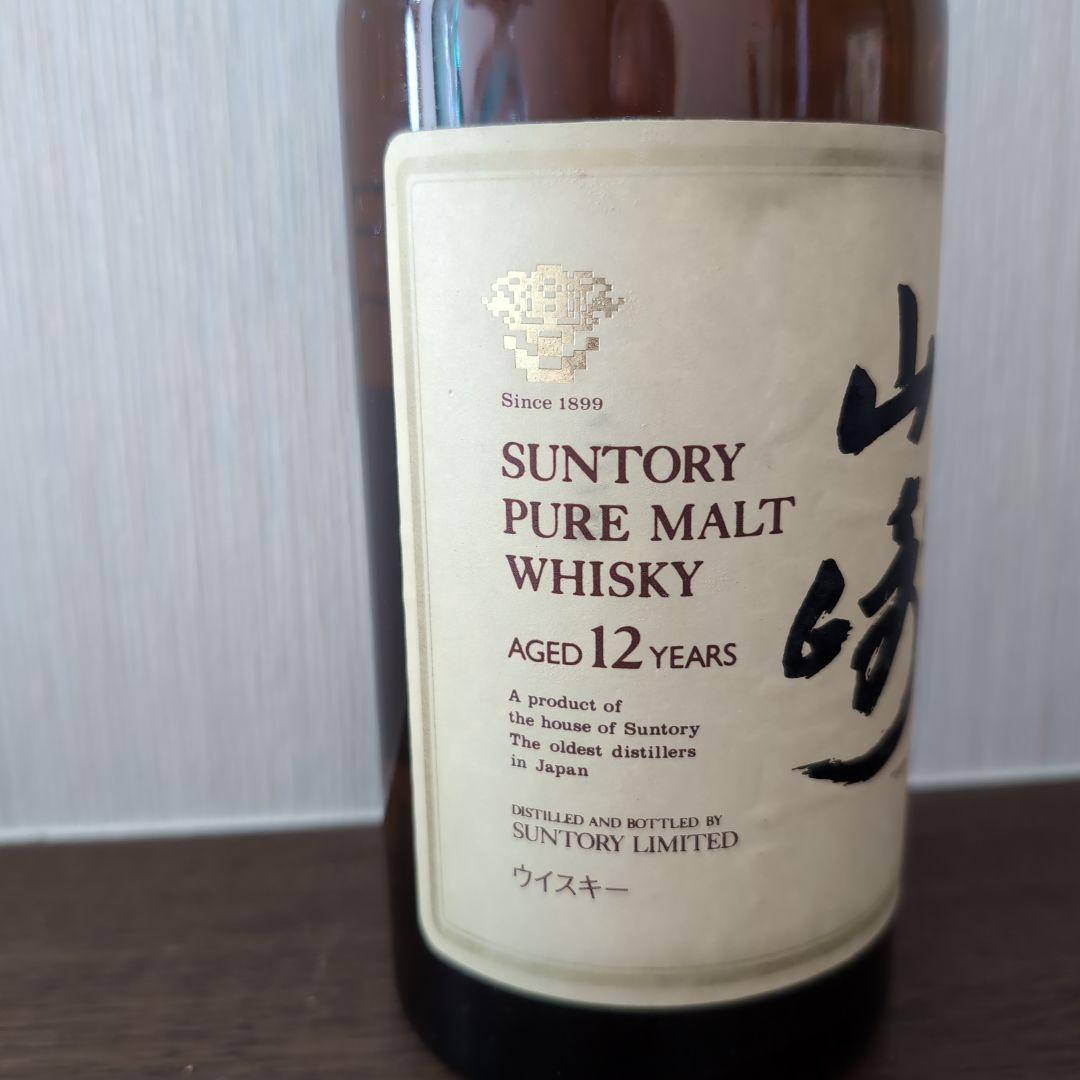 Since 1899
SUNTORY
PURE MALT
WHISKY
AGED 12 YEARS
A product of
the house of Suntory
The oldest distillers
in Japan
DISTILLED AND BOTTLED BY
SUNTORY LIMITED
ウイスキー
山崎